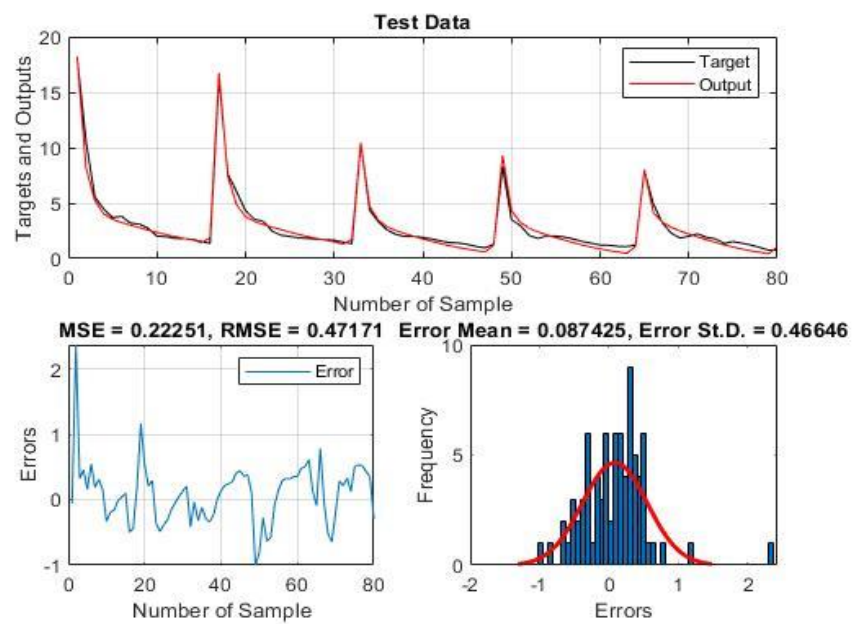 Test Data
20
15
10
5
0
Targets and Outputs
Target
Output
0 10 20 30 40 50 60 70 80
Number of Sample
MSE = 0.22251, RMSE = 0.47171
2
1
0
-1
Errors
Error
0 20 40 60 80
Number of Sample
Error Mean = 0.087425, Error St.D. = 0.46646
10
5
0
Frequency
-2 -1 0 1 2
Errors